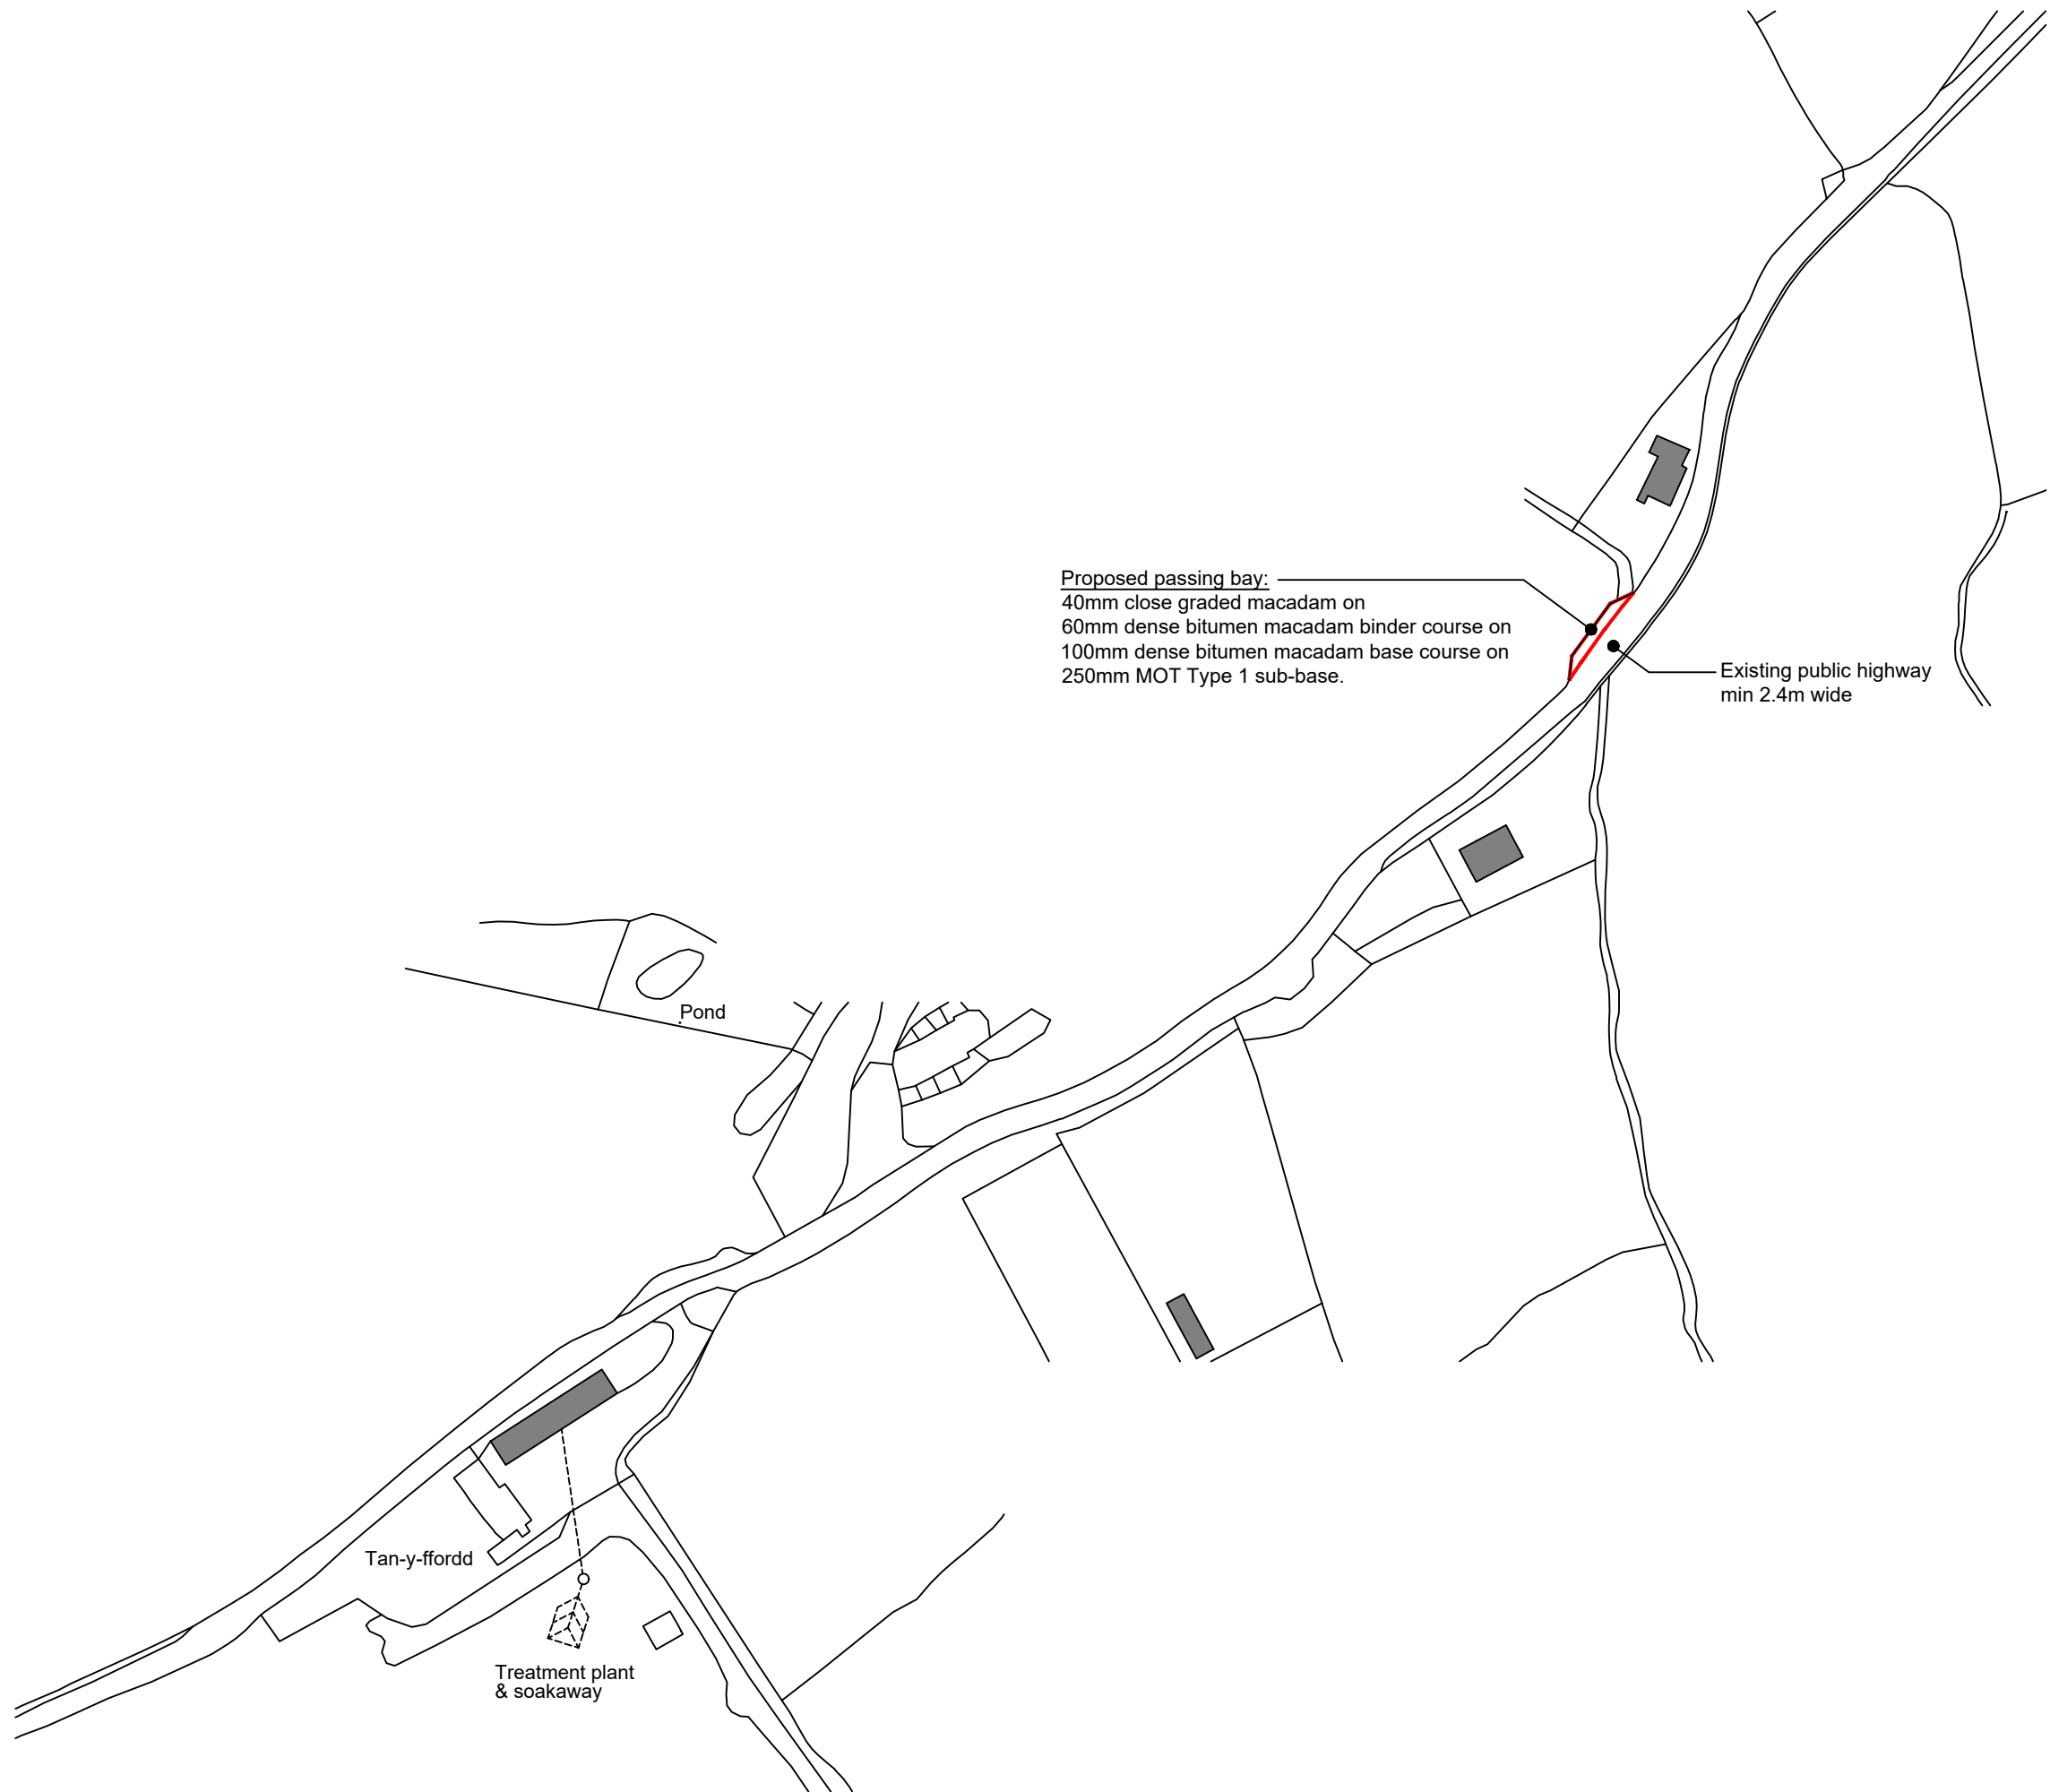 Proposed passing bay:
40mm close graded macadam on
60mm dense bitumen macadam binder course on
100mm dense bitumen macadam base course on
250mm MOT Type 1 sub-base.
Existing public highway
min 2.4m wide
Pond
Tan-y-ffordd
Treatment plant
& soakaway